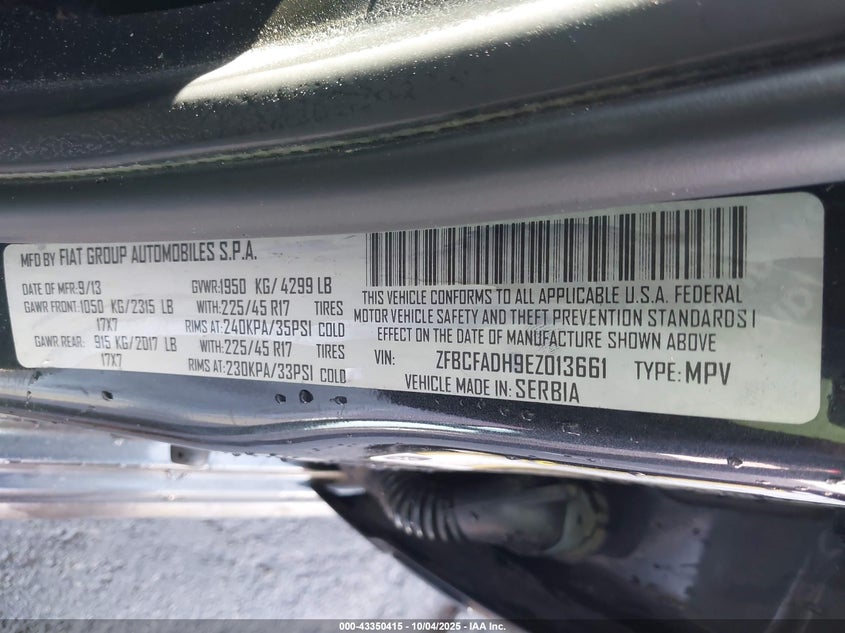 MFD BY FIAT GROUP AUTOMOBILES S.P.A.
DATE OF MFR:9/13 GVWR:1950 KG/ 4299 LB
GAWR FRONT:1050 KG/2315 LB WITH:225/45 R17 TIRES
17X7 RIMS AT:240KPA/35PSI COLD
GAWR REAR: 915 KG/2017 LB WITH:225/45 R17 TIRES
17X7 RIMS AT:230KPA/33PSI COLD
THIS VEHICLE CONFORMS TO ALL APPLICABLE U.S.A. FEDERAL
MOTOR VEHICLE SAFETY AND THEFT PREVENTION STANDARDS I
EFFECT ON THE DATE OF MANUFACTURE SHOWN ABOVE
VIN: ZFBCFADH9EZ013661 TYPE: MPV
VEHICLE MADE IN: SERBIA
000-43350415 - 10/04/2025 - IAA Inc.